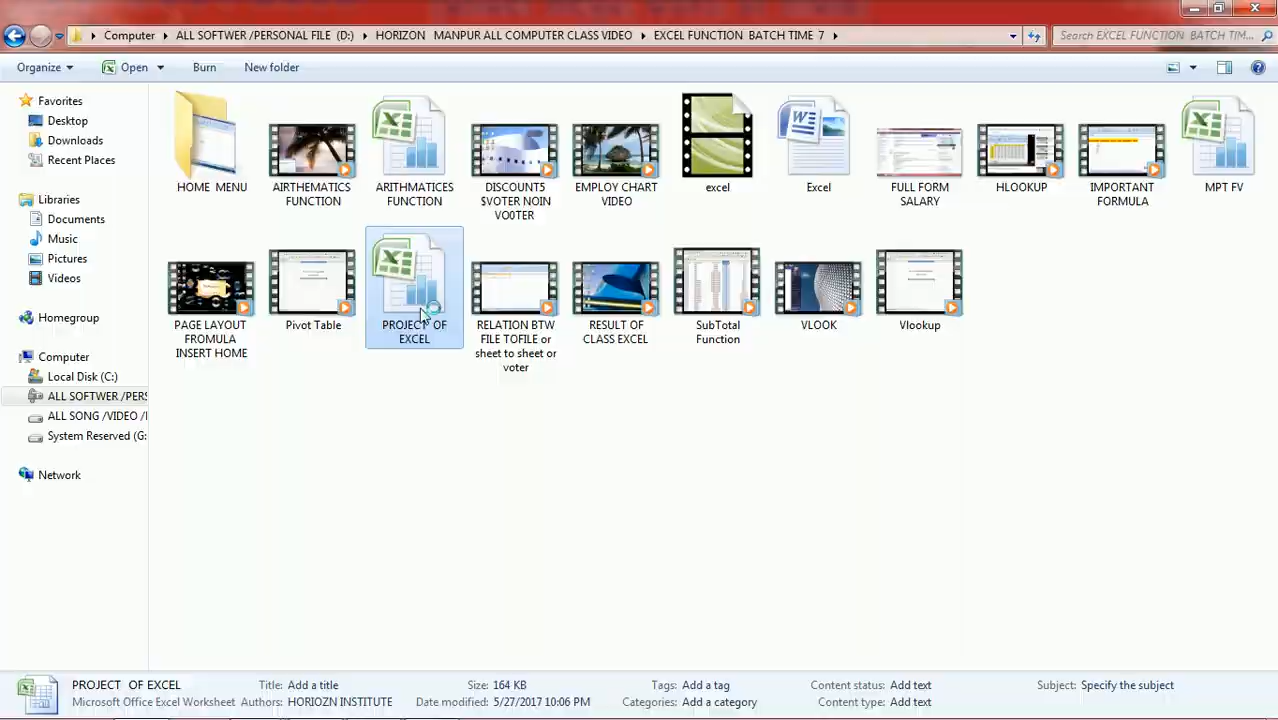 Computer ▸ ALL SOFTWER /PERSONAL FILE (D:) ▸ HORIZON MANPUR ALL COMPUTER CLASS VIDEO ▸ EXCEL FUNCTION BATCH TIME 7 ▸ Search EXCEL FUNCTION BATCH TIM...
Organize Open Burn New folder
Favorites
Desktop
Downloads
Recent Places
Libraries
Documents
Music
Pictures
Videos
Homegroup
Computer
Local Disk (C:)
ALL SOFTWER /PERS
ALL SONG /VIDEO /
System Reserved (G:
Network
HOME MENU
AIRTHEMATICS
FUNCTION
ARITHMATICES
FUNCTION
DISCOUNT5
$VOTER NOIN
VO0TER
EMPLOY CHART
VIDEO
excel
Excel
FULL FORM
SALARY
HLOOKUP
IMPORTANT
FORMULA
MPT FV
PAGE LAYOUT
FROMULA
INSERT HOME
Pivot Table
PROJECT OF
EXCEL
RELATION BTW
FILE TOFILE or
sheet to sheet or
voter
RESULT OF
CLASS EXCEL
SubTotal
Function
VLOOK
Vlookup
PROJECT OF EXCEL Title: Add a title Size: 164 KB Tags: Add a tag Content status: Add text Subject: Specify the subject
Microsoft Office Excel Worksheet Authors: HORIOZN INSTITUTE Date modified: 5/27/2017 10:06 PM Categories: Add a category Content type: Add text